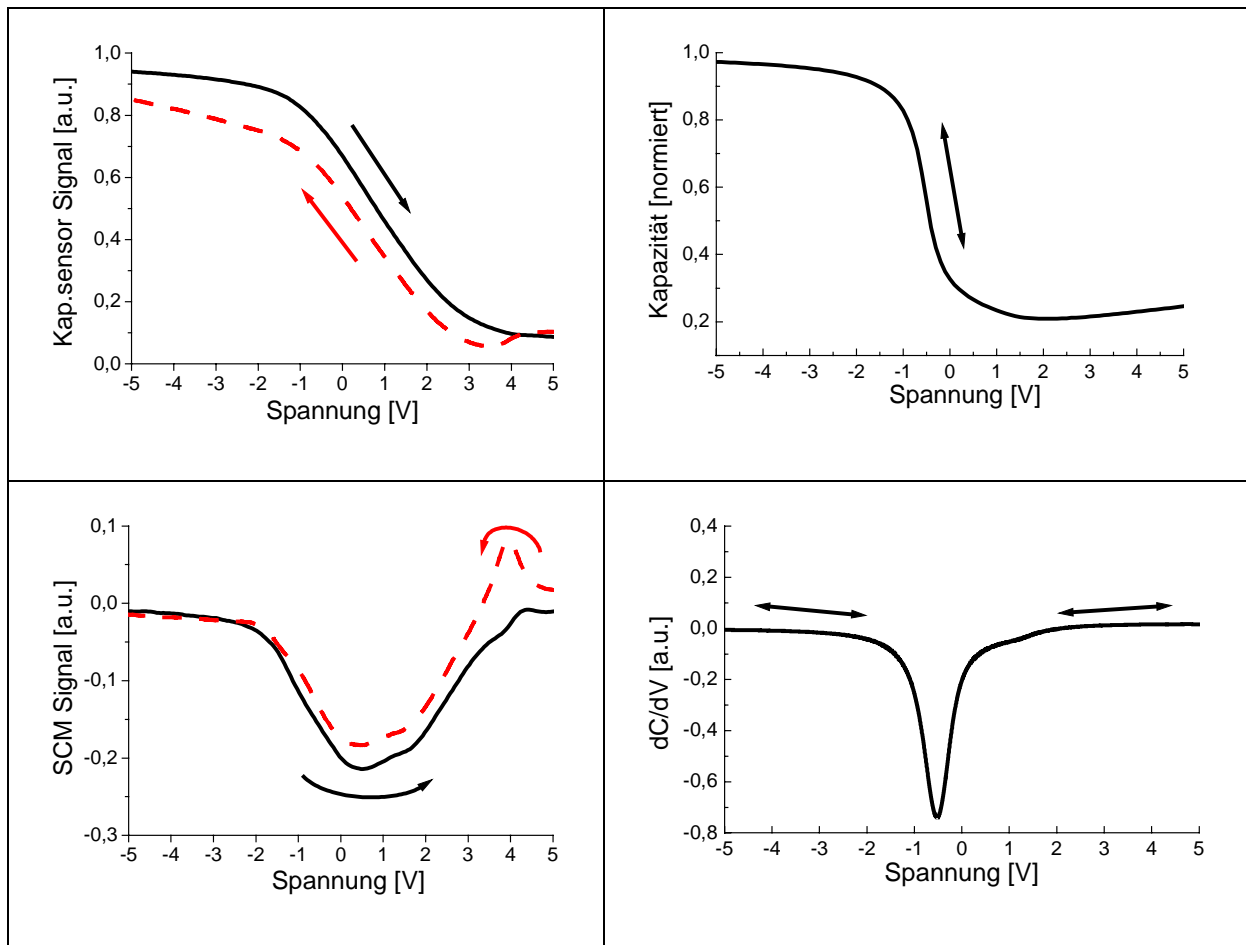 Kap.sensor Signal [a.u.]
1,0
0,8
0,6
0,4
0,2
0,0
-5 -4 -3 -2 -1 0 1 2 3 4 5
Spannung [V]
Kapazität [normiert]
1,0
0,8
0,6
0,4
0,2
-5 -4 -3 -2 -1 0 1 2 3 4 5
Spannung [V]
SCM Signal [a.u.]
0,1
0,0
-0,1
-0,2
-0,3
-5 -4 -3 -2 -1 0 1 2 3 4 5
Spannung [V]
dC/dV [a.u.]
0,4
0,2
0,0
-0,2
-0,4
-0,6
-0,8
-5 -4 -3 -2 -1 0 1 2 3 4 5
Spannung [V]